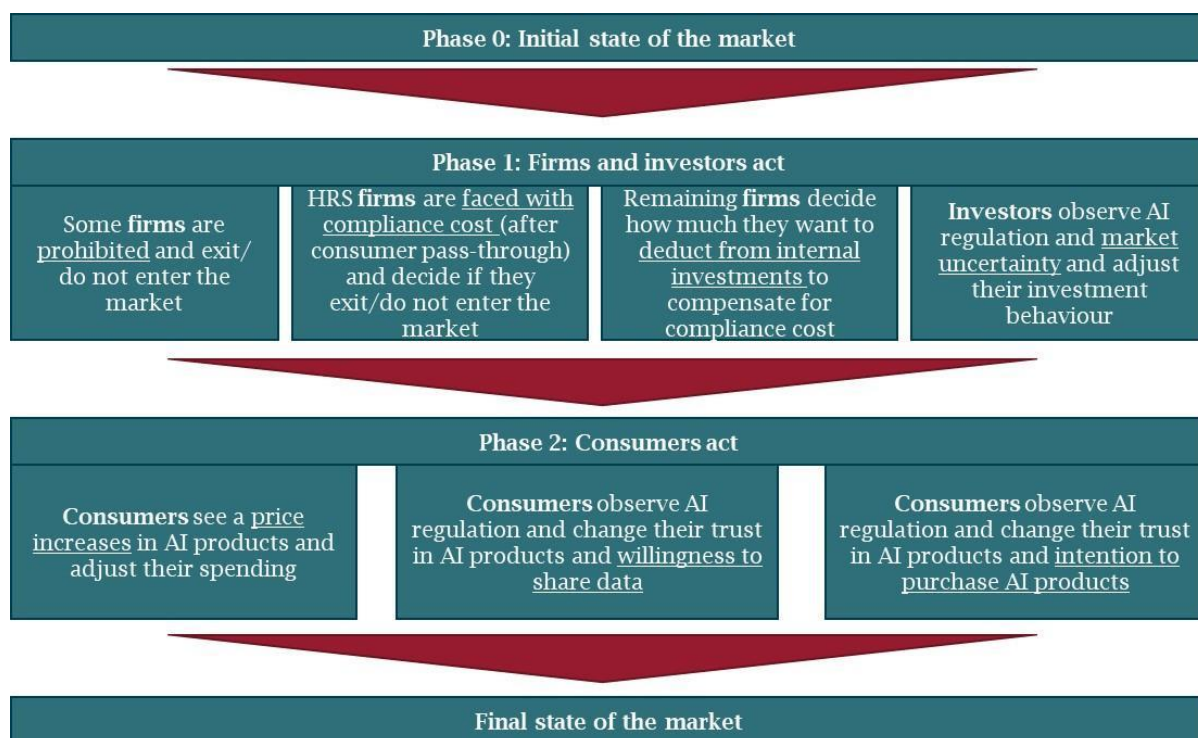 Phase 0: Initial state of the market
Phase 1: Firms and investors act
Some firms are
prohibited and exit/
do not enter the
market
HRS firms are faced with
compliance cost (after
consumer pass-through)
and decide if they
exit/do not enter the
market
Remaining firms decide
how much they want to
deduct from internal
investments to
compensate for
compliance cost
Investors observe AI
regulation and market
uncertainty and adjust
their investment
behaviour
Phase 2: Consumers act
Consumers see a price
increases in AI products and
adjust their spending
Consumers observe AI
regulation and change their trust
in AI products and willingness to
share data
Consumers observe AI
regulation and change their trust
in AI products and intention to
purchase AI products
Final state of the market